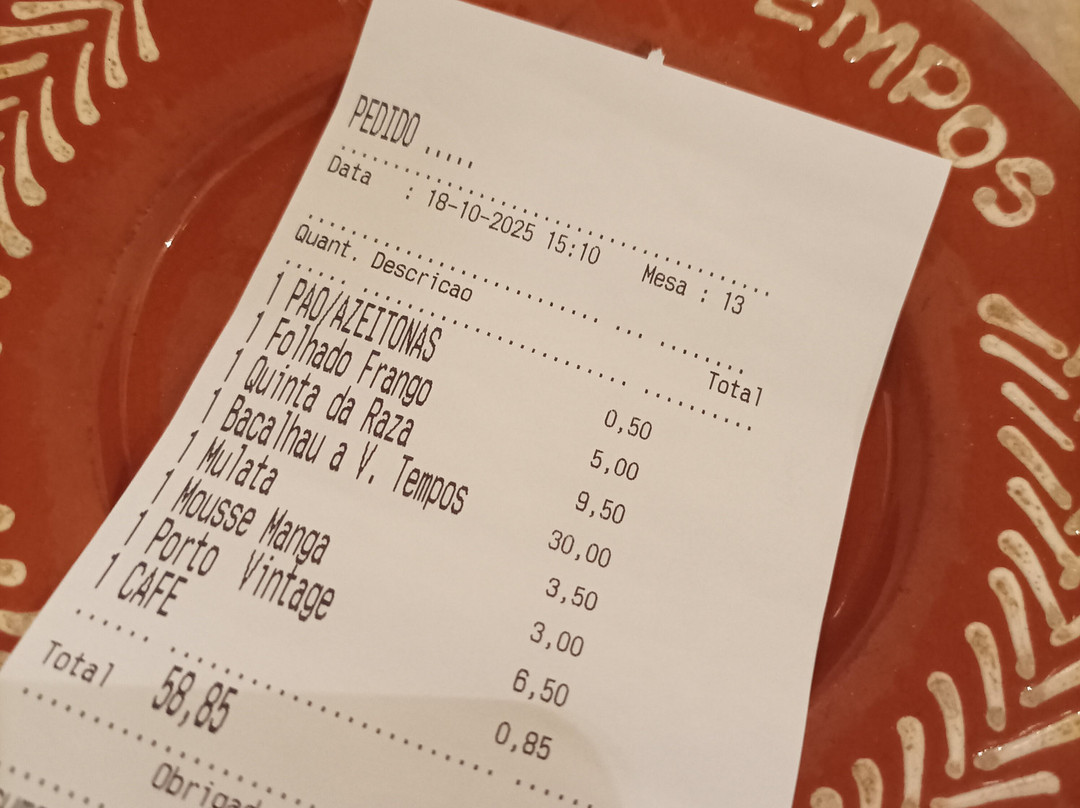 EMPOS
PEDIDO .....
Data : 18-10-2025 15:10 Mesa : 13
Quant. Descricao Total
1 PAO/AZEITONAS 0,50
1 Folhado Frango 5,00
1 Quinta da Raza 9,50
1 Bacalhau a V. Tempos 30,00
1 Mulata 3,50
1 Mousse Manga 3,00
1 Porto Vintage 6,50
1 CAFE 0,85
Total 58,85